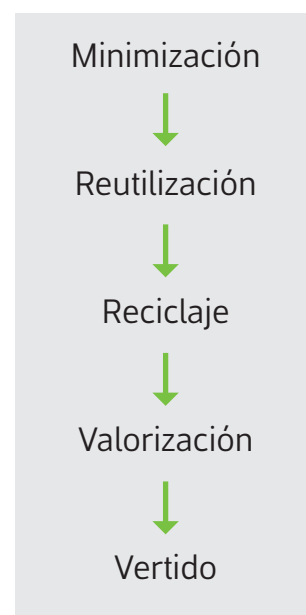 Minimización
Reutilización
Reciclaje
Valorización
Vertido